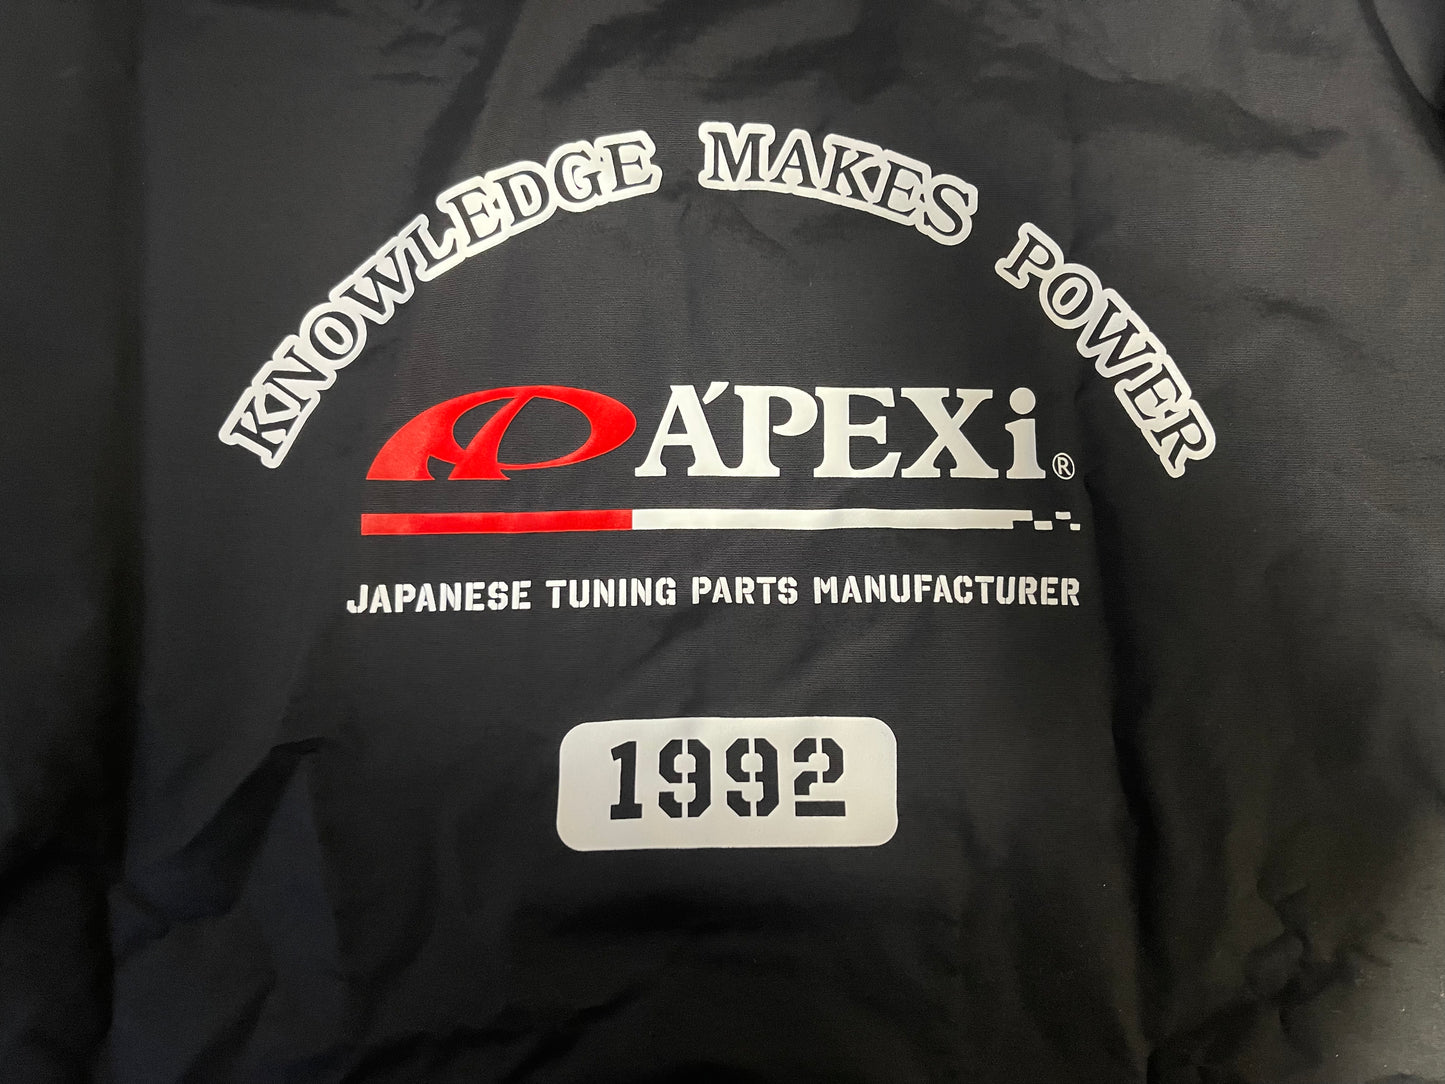 KNOWLEDGE MAKES POWER
A'PEXi®
JAPANESE TUNING PARTS MANUFACTURER
1992